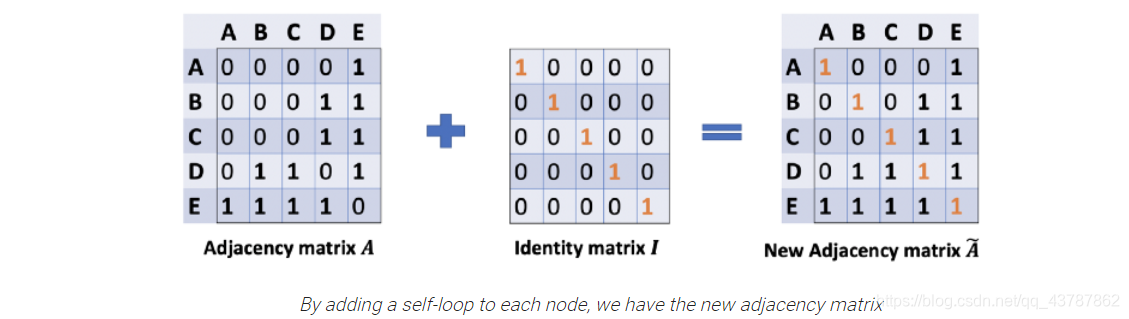 A B C D E
A 0 0 0 0 1
B 0 0 0 1 1
C 0 0 0 1 1
D 0 1 1 0 1
E 1 1 1 1 0
Adjacency matrix A
1 0 0 0 0
0 1 0 0 0
0 0 1 0 0
0 0 0 1 0
0 0 0 0 1
Identity matrix I
A B C D E
A 1 0 0 0 1
B 0 1 0 1 1
C 0 0 1 1 1
D 0 1 1 1 1
E 1 1 1 1 1
New Adjacency matrix Ã
By adding a self-loop to each node, we have the new adjacency matrix
https://blog.csdn.net/qq_43787862